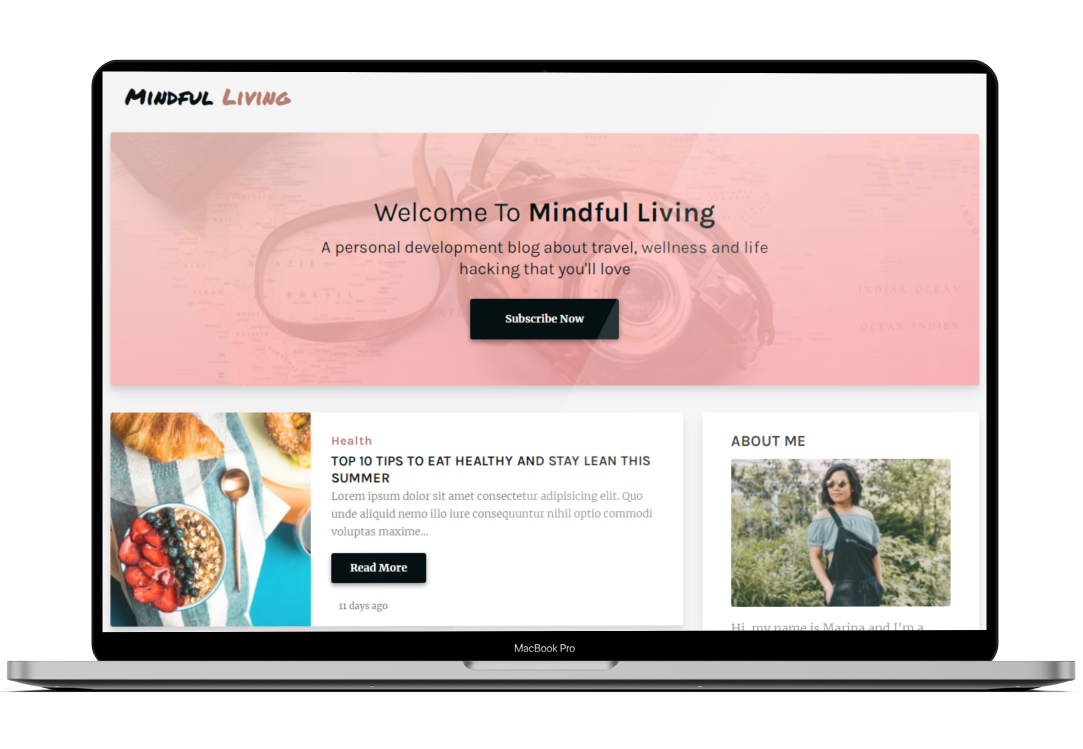 Mindful Living
Welcome To Mindful Living
A personal development blog about travel, wellness and life
hacking that you'll love
Subscribe Now
BRAZIL
BRESIL
INDIAN OCEAN
OCEAN INDIEN
Health
TOP 10 TIPS TO EAT HEALTHY AND STAY LEAN THIS
SUMMER
Lorem ipsum dolor sit amet consectetur adipisicing elit. Quo
unde aliquid nemo illo iure consequuntur nihil optio commodi
voluptas maxime...
Read More
11 days ago
ABOUT ME
Hi, my name is Marina and I'm a
MacBook Pro